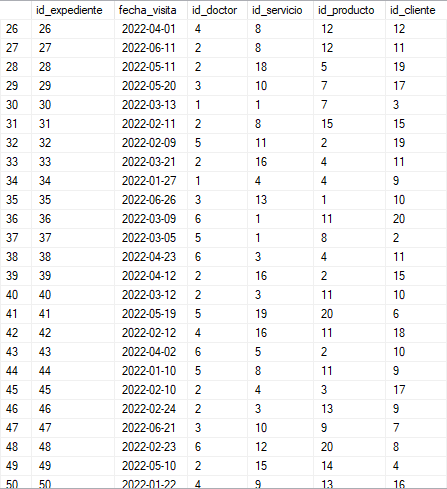 id_expediente fecha_visita id_doctor id_servicio id_producto id_cliente
26 26 2022-04-01 4 8 12 12
27 27 2022-06-11 2 8 12 11
28 28 2022-05-11 2 18 5 19
29 29 2022-05-20 3 10 7 17
30 30 2022-03-13 1 1 7 3
31 31 2022-02-11 2 8 15 15
32 32 2022-02-09 5 11 2 19
33 33 2022-03-21 2 16 4 11
34 34 2022-01-27 1 4 4 9
35 35 2022-06-26 3 13 1 10
36 36 2022-03-09 6 1 11 20
37 37 2022-03-05 5 1 8 2
38 38 2022-04-23 6 3 4 11
39 39 2022-04-12 2 16 2 15
40 40 2022-03-12 2 3 11 10
41 41 2022-05-19 5 19 20 6
42 42 2022-02-12 4 16 11 18
43 43 2022-04-02 6 5 2 10
44 44 2022-01-10 5 8 11 9
45 45 2022-02-10 2 4 3 17
46 46 2022-02-24 2 3 13 9
47 47 2022-06-21 3 10 9 7
48 48 2022-02-23 6 12 20 8
49 49 2022-05-10 2 15 14 4
50 50 2022-01-22 4 9 13 16